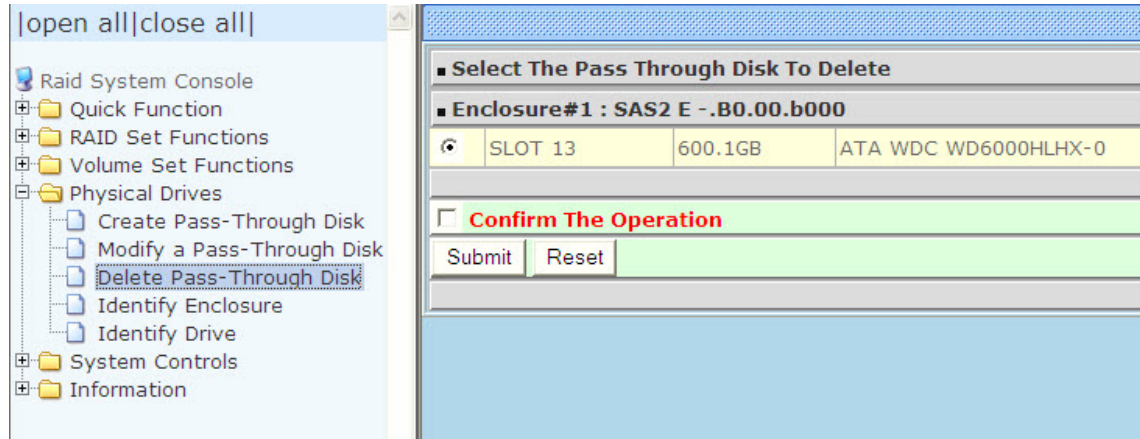 |open all|close all|
Raid System Console
Quick Function
RAID Set Functions
Volume Set Functions
Physical Drives
Create Pass-Through Disk
Modify a Pass-Through Disk
Delete Pass-Through Disk
Identify Enclosure
Identify Drive
System Controls
Information
Select The Pass Through Disk To Delete
Enclosure#1 : SAS2 E -.B0.00.b000
SLOT 13 600.1GB ATA WDC WD6000HLHX-0
Confirm The Operation
Submit Reset